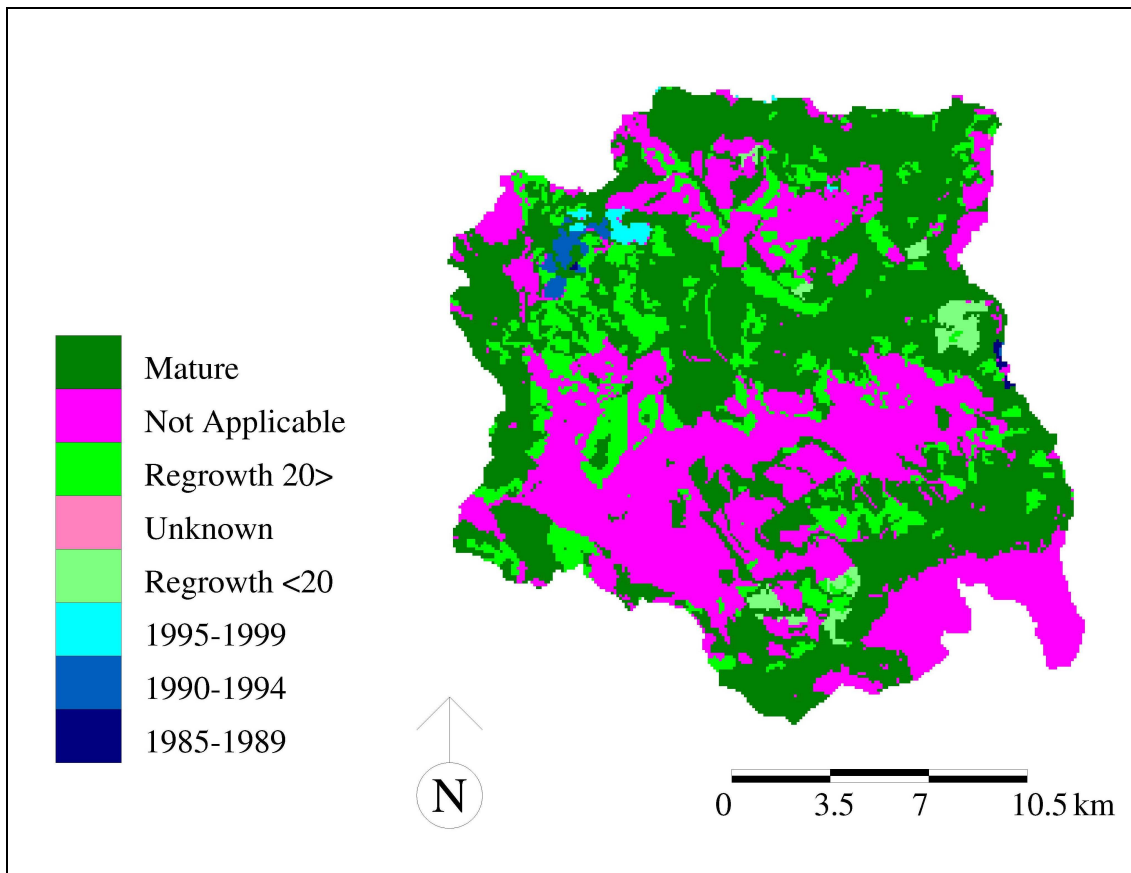 Mature
Not Applicable
Regrowth 20>
Unknown
Regrowth <20
1995-1999
1990-1994
1985-1989
N
0 3.5 7 10.5 km